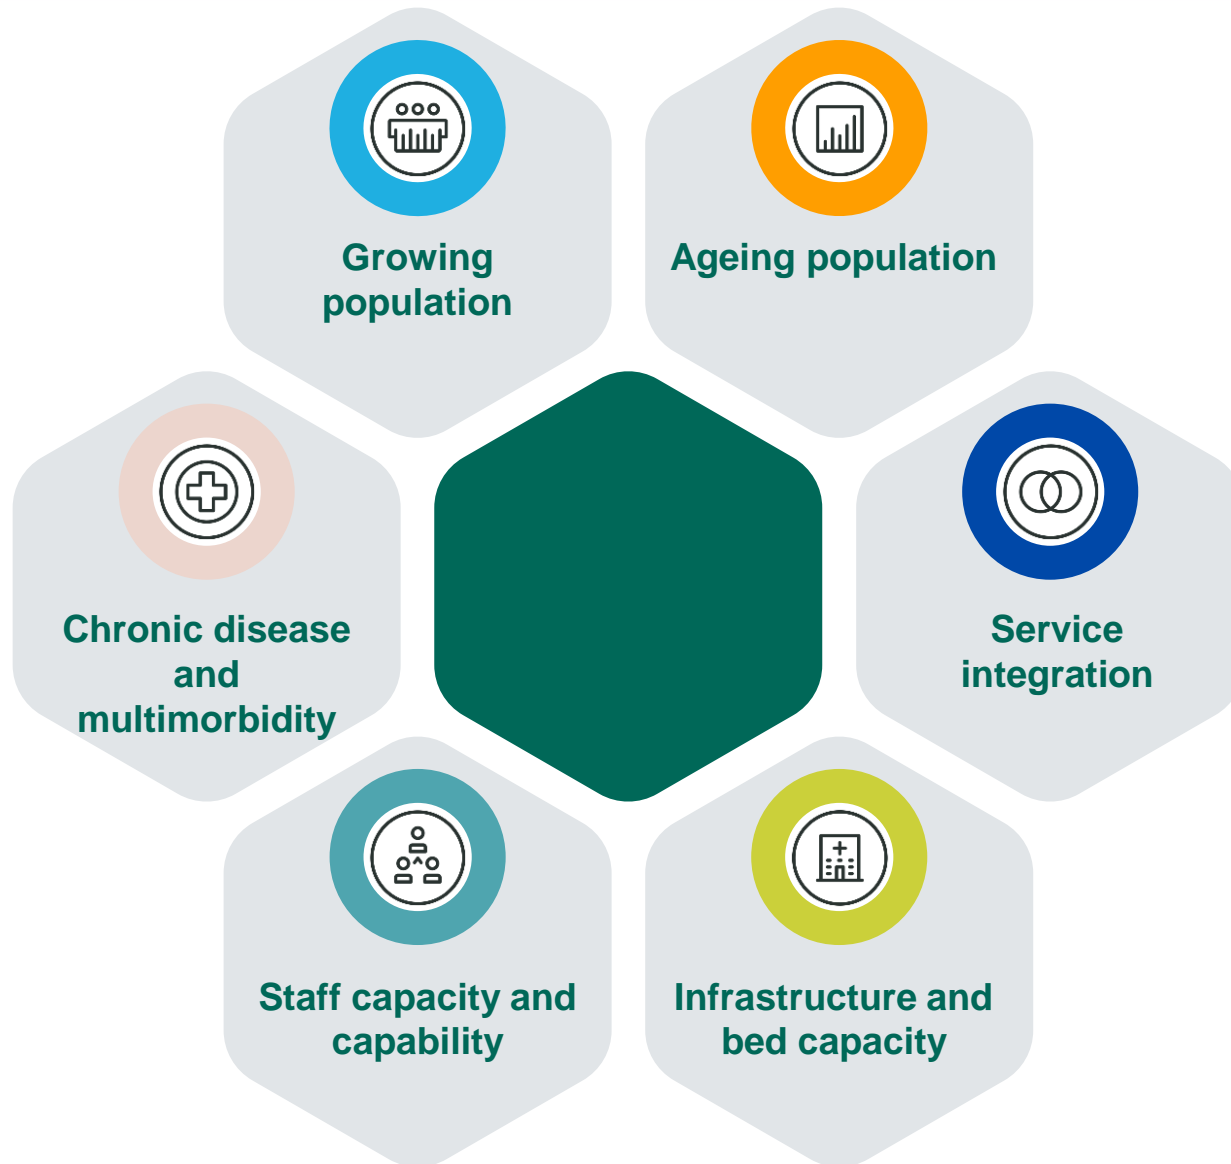 Growing
population
Ageing population
Chronic disease
and
multimorbidity
Service
integration
Staff capacity and
capability
Infrastructure and
bed capacity